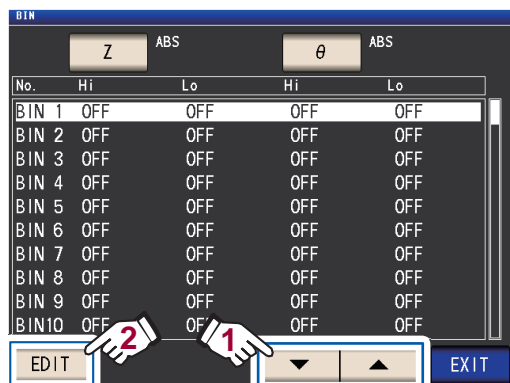 BIN
Z ABS θ ABS
No. Hi Lo Hi Lo
BIN 1 OFF OFF OFF OFF
BIN 2 OFF OFF OFF OFF
BIN 3 OFF OFF OFF OFF
BIN 4 OFF OFF OFF OFF
BIN 5 OFF OFF OFF OFF
BIN 6 OFF OFF OFF OFF
BIN 7 OFF OFF OFF OFF
BIN 8 OFF OFF OFF OFF
BIN 9 OFF OFF OFF OFF
BIN10 OFF OFF OFF OFF
2 1
EDIT ▼ ▲ EXIT